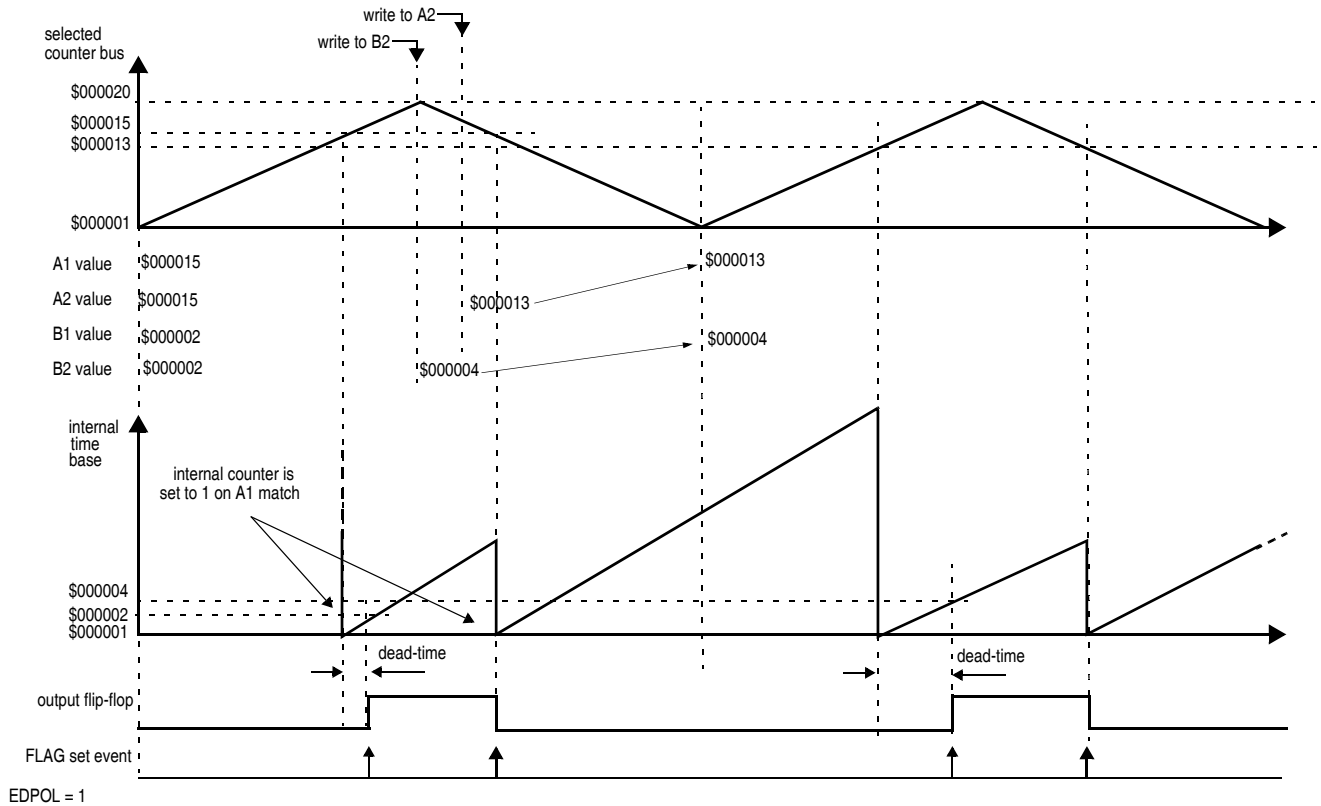 write to A2
write to B2
selected
counter bus
$000020
$000015
$000013
$000001
A1 value $000015 $000013
A2 value $000015 $000013
B1 value $000002 $000004
B2 value $000002 $000004
internal
time
base
internal counter is
set to 1 on A1 match
$000004
$000002
$000001
dead-time dead-time
output flip-flop
FLAG set event
EDPOL = 1